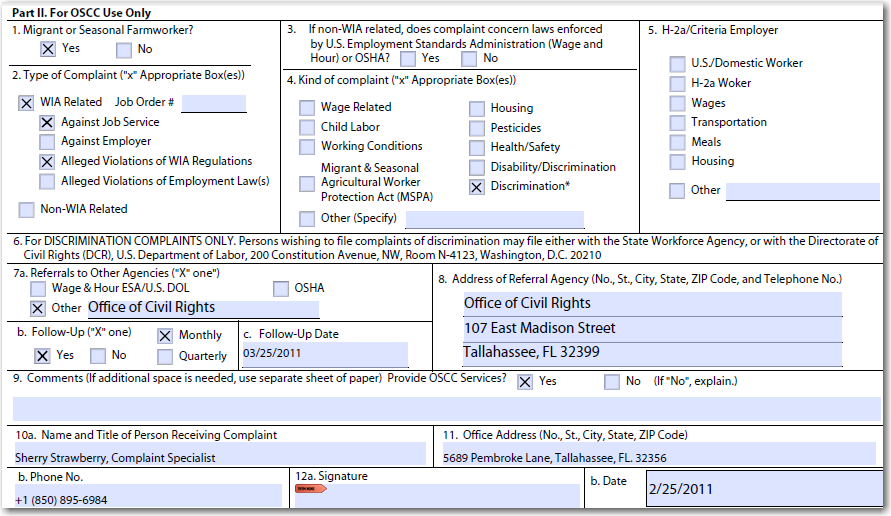 Part II. For OSCC Use Only
1. Migrant or Seasonal Farmworker?
Yes No
2. Type of Complaint ("x" Appropriate Box(es))
WIA Related Job Order #
Against Job Service
Against Employer
Alleged Violations of WIA Regulations
Alleged Violations of Employment Law(s)
Non-WIA Related
3. If non-WIA related, does complaint concern laws enforced
by U.S. Employment Standards Administration (Wage and
Hour) or OSHA? Yes No
4. Kind of complaint ("x" Appropriate Box(es))
Wage Related
Child Labor
Working Conditions
Migrant & Seasonal
Agricultural Worker
Protection Act (MSPA)
Other (Specify)
Housing
Pesticides
Health/Safety
Disability/Discrimination
Discrimination*
5. H-2a/Criteria Employer
U.S./Domestic Worker
H-2a Woker
Wages
Transportation
Meals
Housing
Other
6. For DISCRIMINATION COMPLAINTS ONLY. Persons wishing to file complaints of discrimination may file either with the State Workforce Agency, or with the Directorate of
Civil Rights (DCR), U.S. Department of Labor, 200 Constitution Avenue, NW, Room N-4123, Washington, D.C. 20210
7a. Referrals to Other Agencies ("X" one")
Wage & Hour ESA/U.S. DOL OSHA
Other Office of Civil Rights
b. Follow-Up ("X" one)
Yes No
Monthly
Quarterly
c. Follow-Up Date
03/25/2011
8. Address of Referral Agency (No., St., City, State, ZIP Code, and Telephone No.)
Office of Civil Rights
107 East Madison Street
Tallahassee, FL 32399
9. Comments (If additional space is needed, use separate sheet of paper) Provide OSCC Services? Yes No (If "No", explain.)
10a. Name and Title of Person Receiving Complaint
Sherry Strawberry, Complaint Specialist
11. Office Address (No., St., City, State, ZIP Code)
5689 Pembroke Lane, Tallahassee, FL. 32356
b. Phone No.
+1 (850) 895-6984
12a. Signature
b. Date
2/25/2011